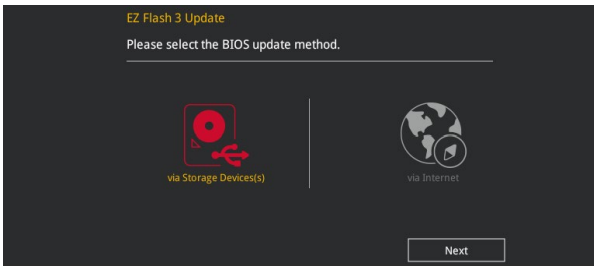 EZ Flash 3 Update
Please select the BIOS update method.
via Storage Devices(s)
via Internet
Next